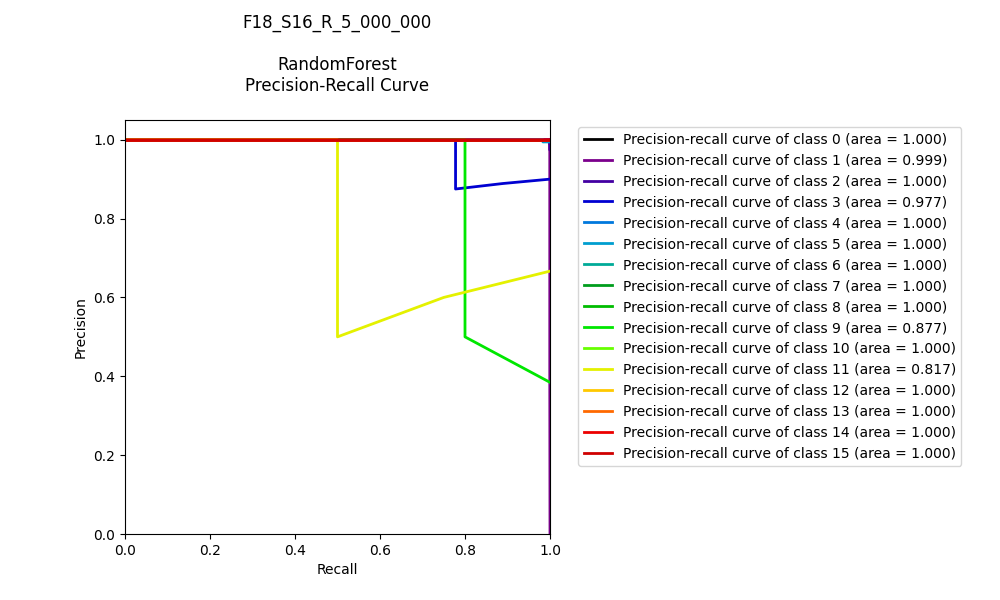 F18_S16_R_5_000_000
RandomForest
Precision-Recall Curve
1.0
0.8
0.6
0.4
0.2
0.0
Precision
0.0 0.2 0.4 0.6 0.8 1.0
Recall
Precision-recall curve of class 0 (area = 1.000)
Precision-recall curve of class 1 (area = 0.999)
Precision-recall curve of class 2 (area = 1.000)
Precision-recall curve of class 3 (area = 0.977)
Precision-recall curve of class 4 (area = 1.000)
Precision-recall curve of class 5 (area = 1.000)
Precision-recall curve of class 6 (area = 1.000)
Precision-recall curve of class 7 (area = 1.000)
Precision-recall curve of class 8 (area = 1.000)
Precision-recall curve of class 9 (area = 0.877)
Precision-recall curve of class 10 (area = 1.000)
Precision-recall curve of class 11 (area = 0.817)
Precision-recall curve of class 12 (area = 1.000)
Precision-recall curve of class 13 (area = 1.000)
Precision-recall curve of class 14 (area = 1.000)
Precision-recall curve of class 15 (area = 1.000)